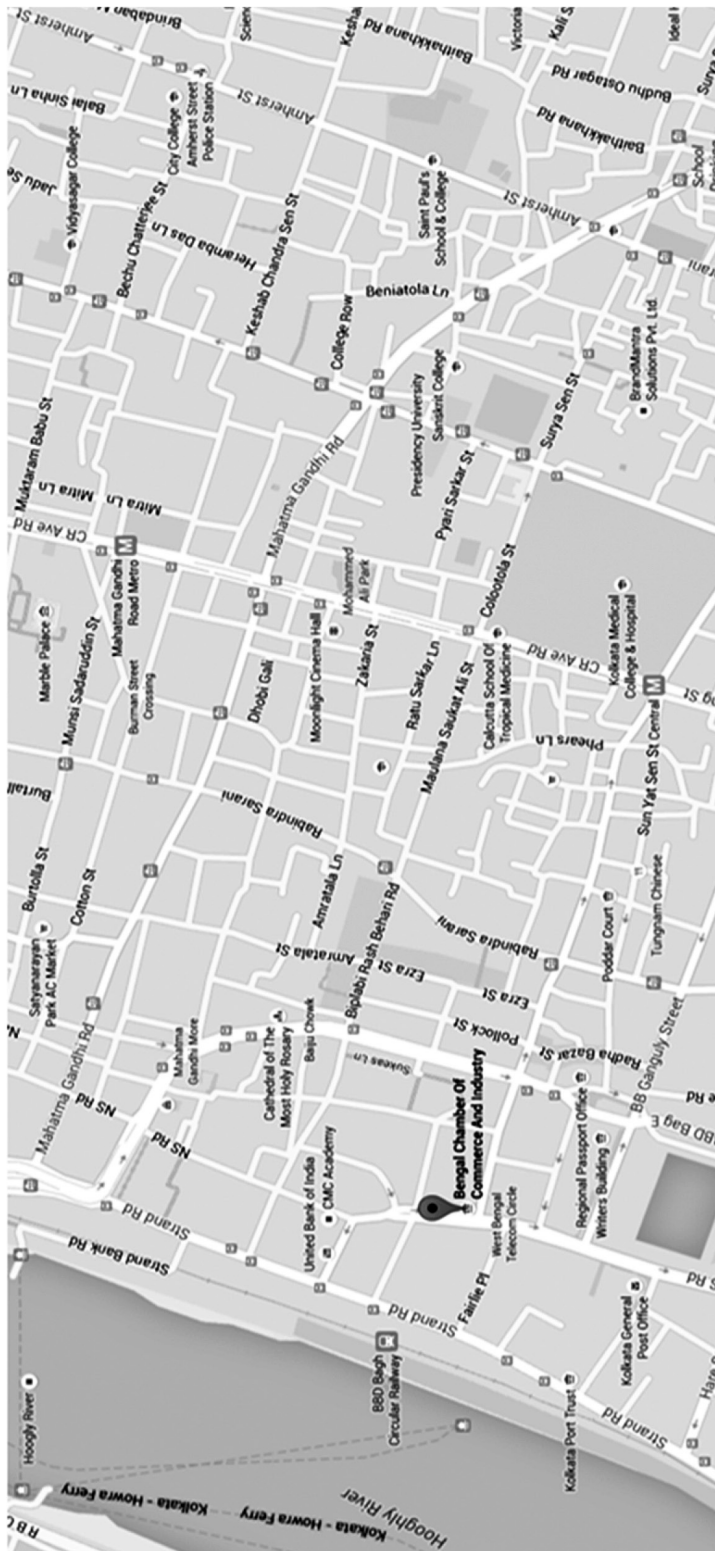 Brindaban M
Amherst St
Scienc
Kesha
Baithakkhana Rd
Victoria
Kali S
Ideal H
Surya S
Budhu Ostagar Rd
Baithakkhana Rd
School
Amherst St
Amherst St
arani
Balai Sinha Ln
City College
Amherst Street
Police Station
Jadu Se
Vidyasagar College
Bechu Chatterjee St
Heramba Das Ln
Keshab Chandra Sen St
Saint Paul's
School & College
Beniatola Ln
College Row
Presidency University
Sanskrit College
BrandMantra
Solutions Pvt. Ltd.
Surya Sen St
Pyari Sarkar St
Muktaram Babu St
Mitra Ln
Mitra Ln
Mahatma Gandhi Rd
CR Ave Rd
Mahatma Gandhi
Road Metro
Mohammed
Ali Park
Colootola St
Marble Palace
Munsi Sadaruddin St
Burman Street
Crossing
Dhobi Gali
Moonlight Cinema Hall
Zakaria St
Ratu Sarkar Ln
Maulana Saukat Ali St
Calcutta School Of
Tropical Medicine
CR Ave Rd
Kolkata Medical
College & Hospital
ng St
Central
Phears Ln
Sun Yat Sen St
Burtall
Burtolla St
Cotton St
Rabindra Sarani
Amratala Ln
Amratala St
Biplabi Rash Behari Rd
Rabindra Sarani
Ezra St
Ezra St
Poddar Court
Tungnam Chinese
Satyanarayan
Park AC Market
Pollock St
Radha Bazar St
BB Ganguly Street
Mahatma Gandhi Rd
Mahatma
Gandhi More
Cathedral of The
Most Holy Rosary
Baiju Chowk
Sukeas Ln
NS Rd
NS Rd
United Bank of India
CMC Academy
Bengal Chamber Of
Commerce And Industry
West Bengal
Telecom Circle
Regional Passport Office
Writers Building
BBD Bag E
Strand Rd
Strand Bank Rd
Strand Rd
Fairlie Pl
Kolkata General
Post Office
Kolkata Port Trust
Strand Rd
Hare
BBD Bagh
Circular Railway
Hoogly River
Kolkata - Howra Ferry
Kolkata - Howra Ferry
Hooghly River
R B C